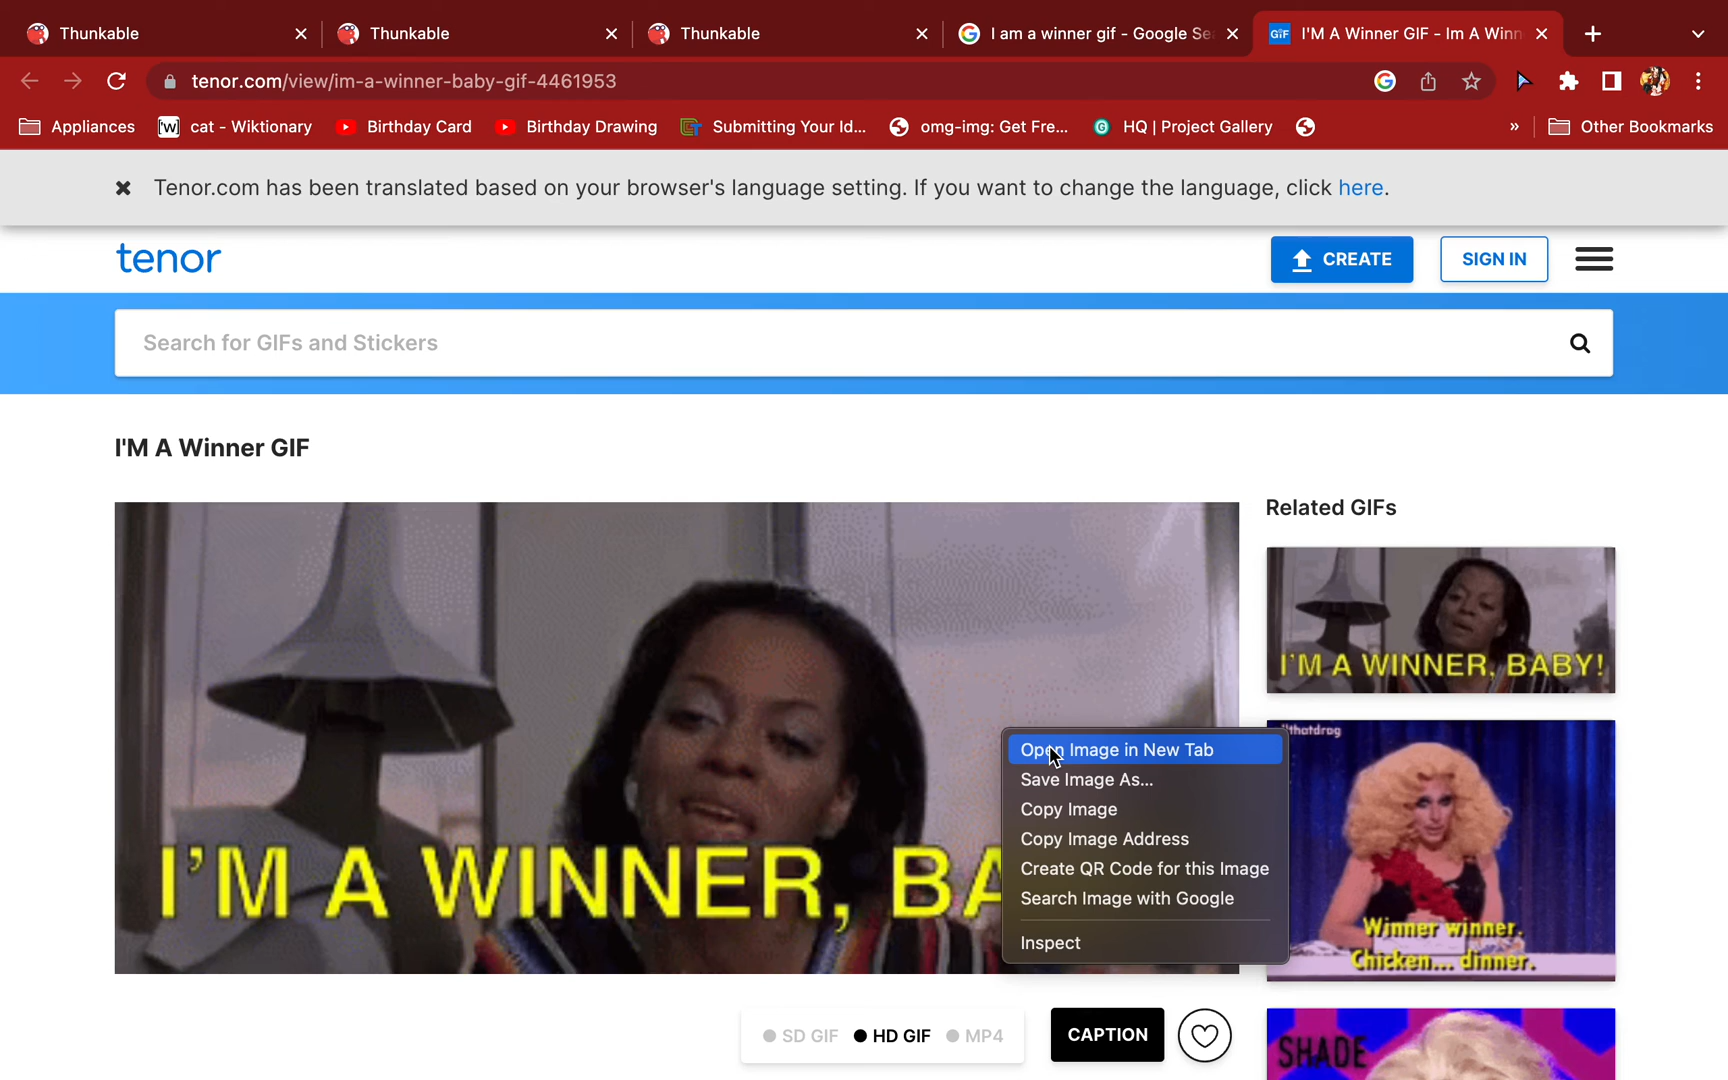 Thunkable
Thunkable
Thunkable
I am a winner gif - Google Se
GIF I'M A Winner GIF - Im A Winn
tenor.com/view/im-a-winner-baby-gif-4461953
Appliances
[W] cat - Wiktionary
Birthday Card
Birthday Drawing
Submitting Your Id...
omg-img: Get Fre...
HQ | Project Gallery
»
Other Bookmarks
Tenor.com has been translated based on your browser's language setting. If you want to change the language, click here.
tenor
CREATE
SIGN IN
Search for GIFs and Stickers
I'M A Winner GIF
Related GIFs
I'M A WINNER, BA
Open Image in New Tab
Save Image As...
Copy Image
Copy Image Address
Create QR Code for this Image
Search Image with Google
Inspect
I'M A WINNER, BABY!
thatdrag
Winner winner.
Chicken... dinner.
SHADE
SD GIF
HD GIF
MP4
CAPTION